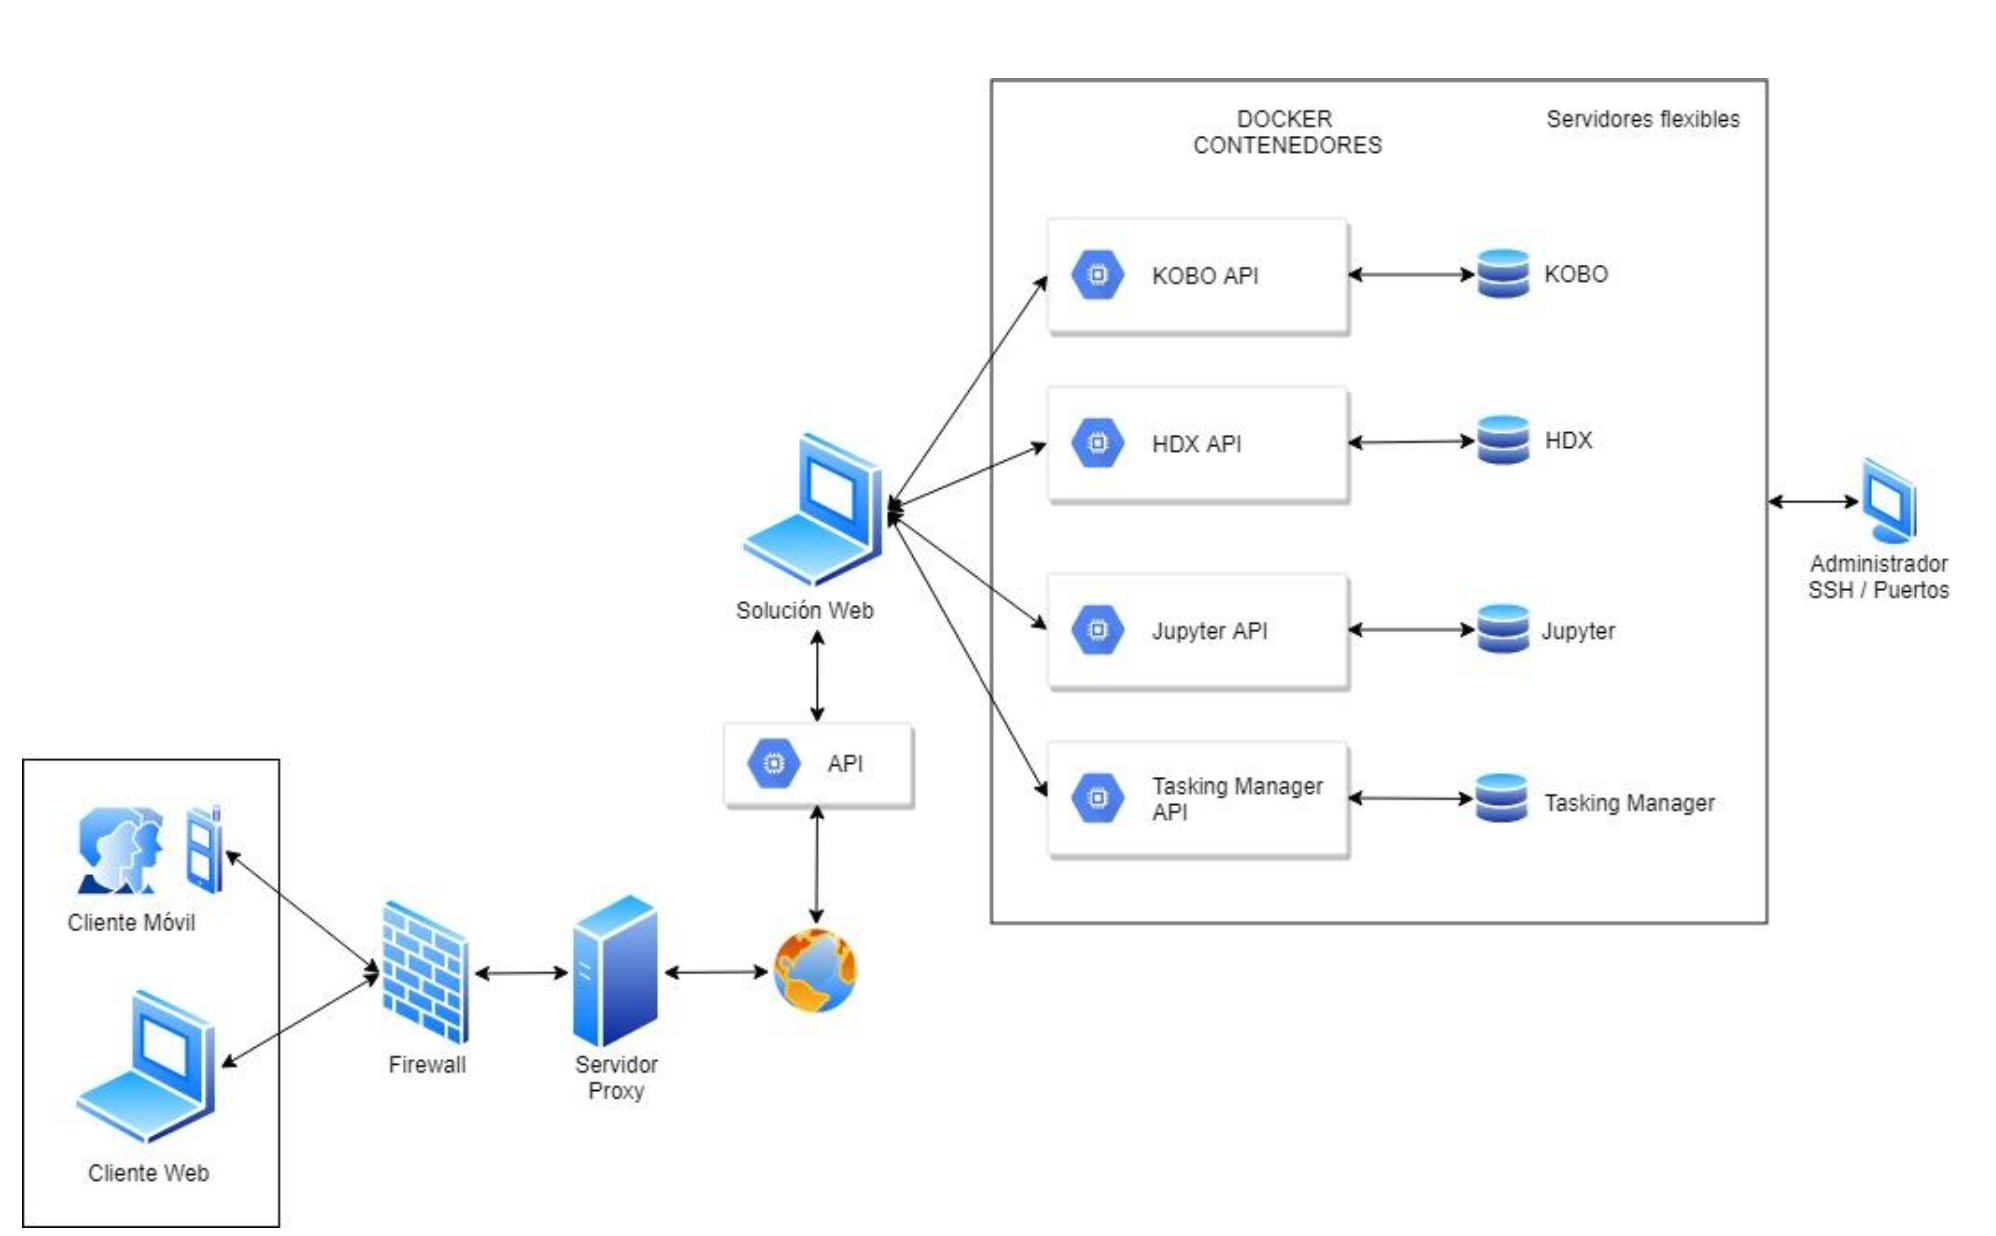 DOCKER
CONTENEDORES
Servidores flexibles
KOBO API
KOBO
HDX API
HDX
Administrador
SSH / Puertos
Solución Web
Jupyter API
Jupyter
API
Tasking Manager
API
Tasking Manager
Cliente Móvil
Firewall
Servidor
Proxy
Cliente Web